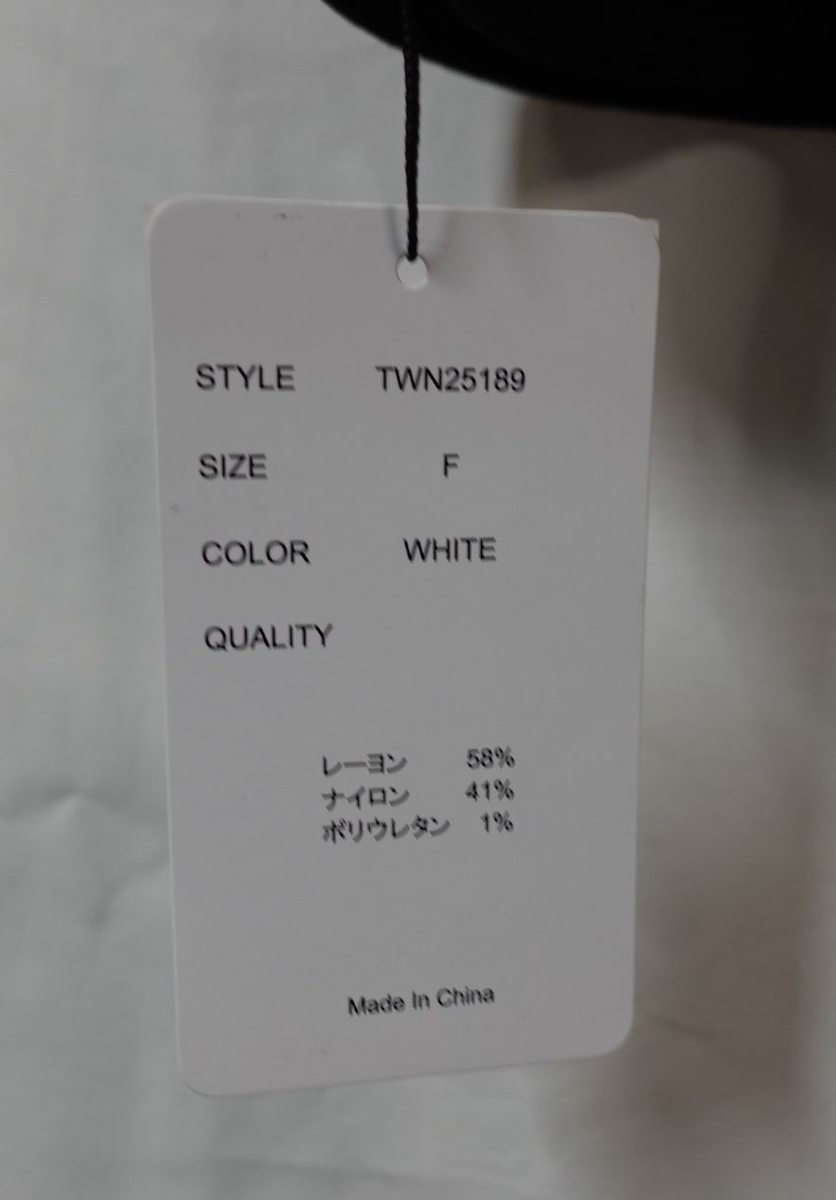 STYLE TWN25189
SIZE F
COLOR WHITE
QUALITY
レーヨン 58%
ナイロン 41%
ポリウレタン 1%
Made In China